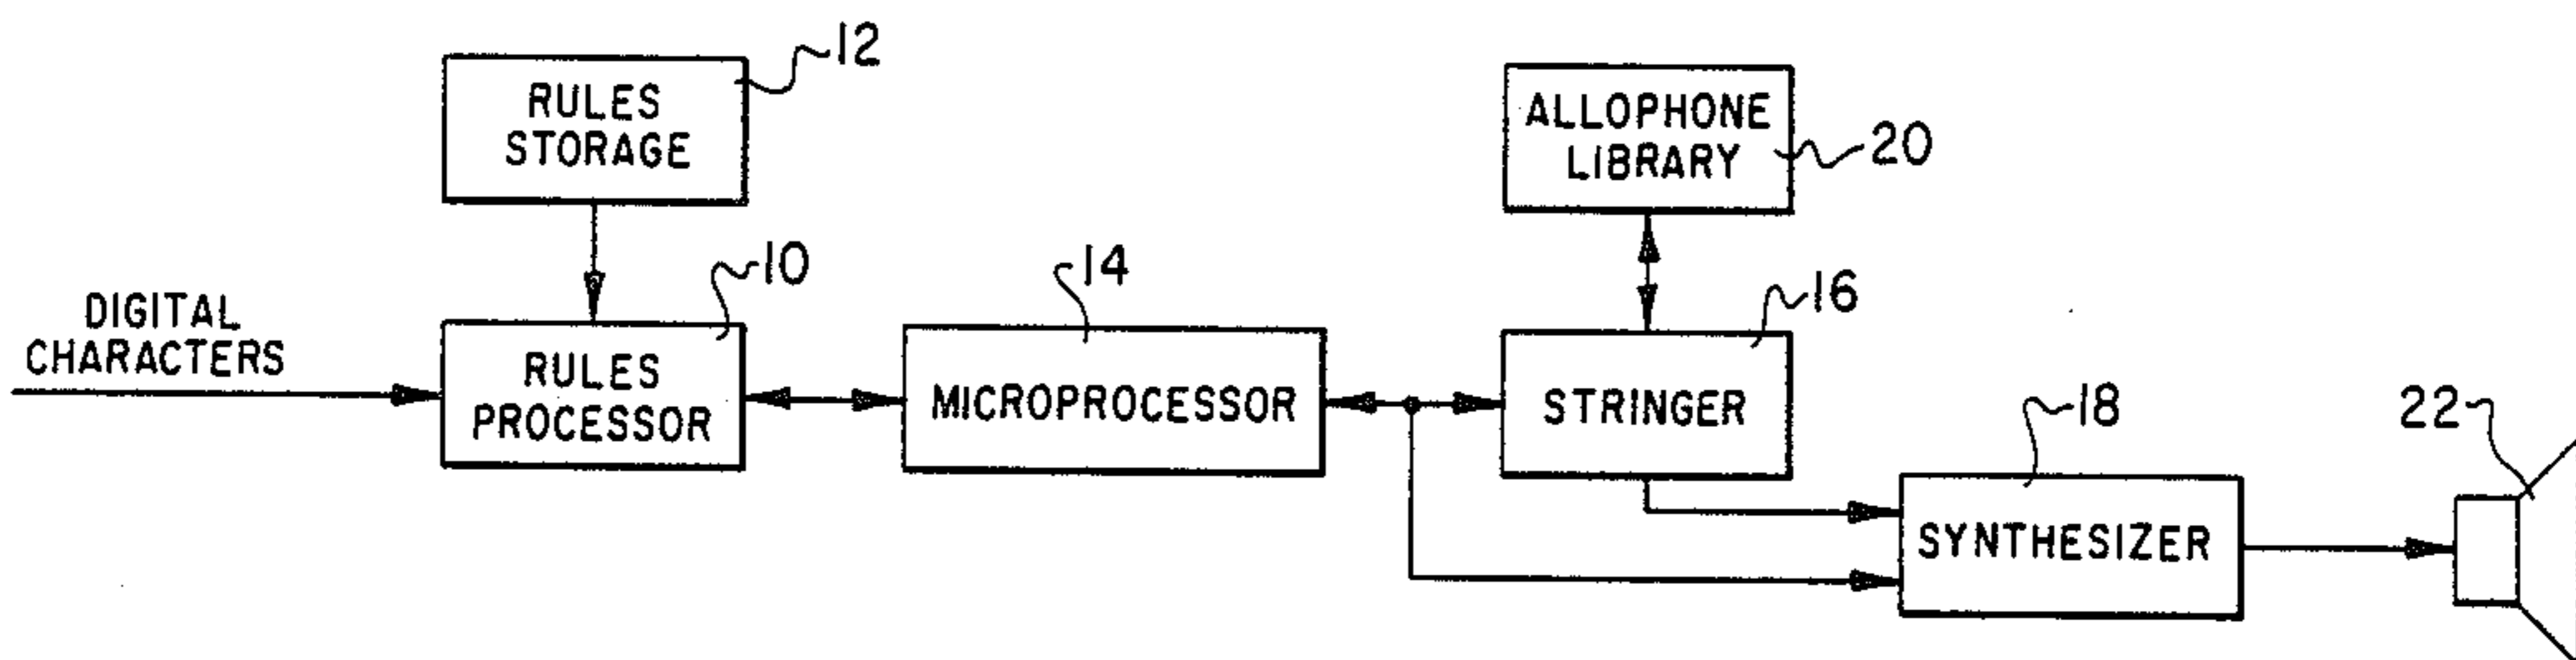 12
RULES
STORAGE
ALLOPHONE
LIBRARY
20
DIGITAL
CHARACTERS
10
RULES
PROCESSOR
14
MICROPROCESSOR
16
STRINGER
18
SYNTHESIZER
22